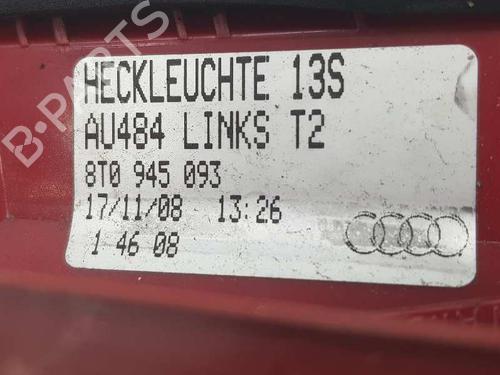 HECKLEUCHTE 13S
AU484 LINKS T2
8T0 945 093
17/11/08 13:26
1 46 08
B-PARTS